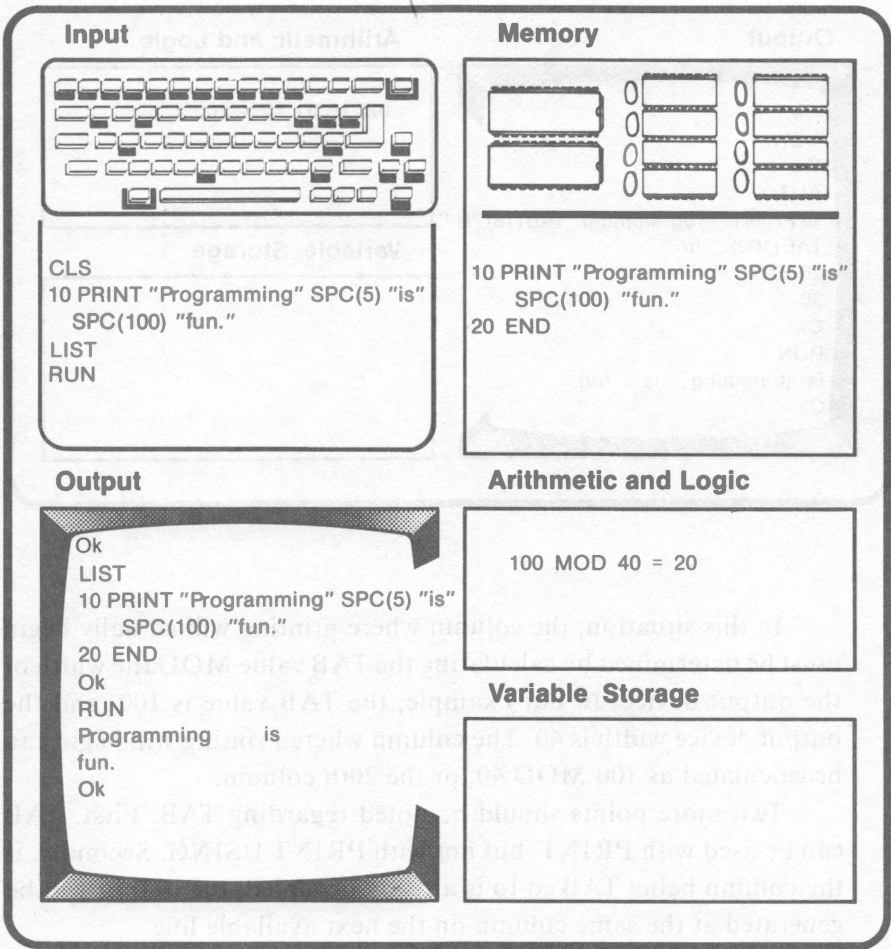 Input
CLS
10 PRINT "Programming" SPC(5) "is"
SPC(100) "fun."
LIST
RUN
Memory
10 PRINT "Programming" SPC(5) "is"
SPC(100) "fun."
20 END
Output
Ok
LIST
10 PRINT "Programming" SPC(5) "is"
SPC(100) "fun."
20 END
Ok
RUN
Programming is
fun.
Ok
Arithmetic and Logic
100 MOD 40 = 20
Variable Storage